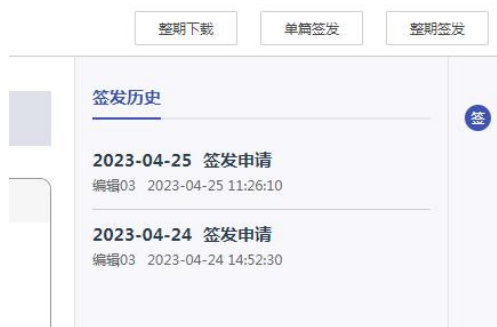 整期下载 单篇签发 整期签发
签发历史
签
2023-04-25 签发申请
编辑03 2023-04-25 11:26:10
2023-04-24 签发申请
编辑03 2023-04-24 14:52:30